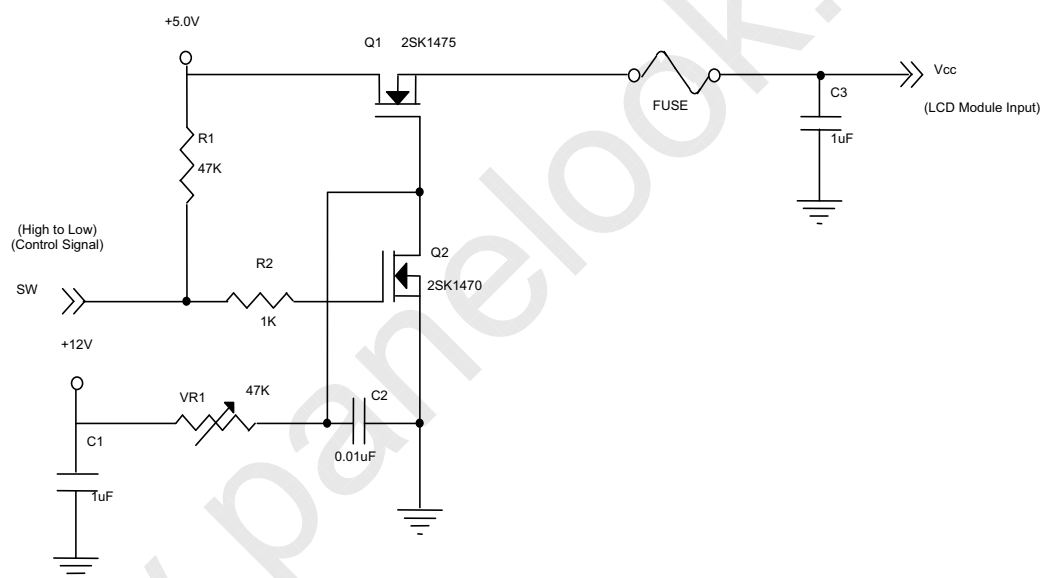 +5.0V
Q1 2SK1475
Vcc
C3
FUSE
(LCD Module Input)
R1
1uF
47K
(High to Low)
(Control Signal)
Q2
R2
2SK1470
SW
1K
+12V
47K
VR1
C2
C1
0.01uF
1uF
panelook.